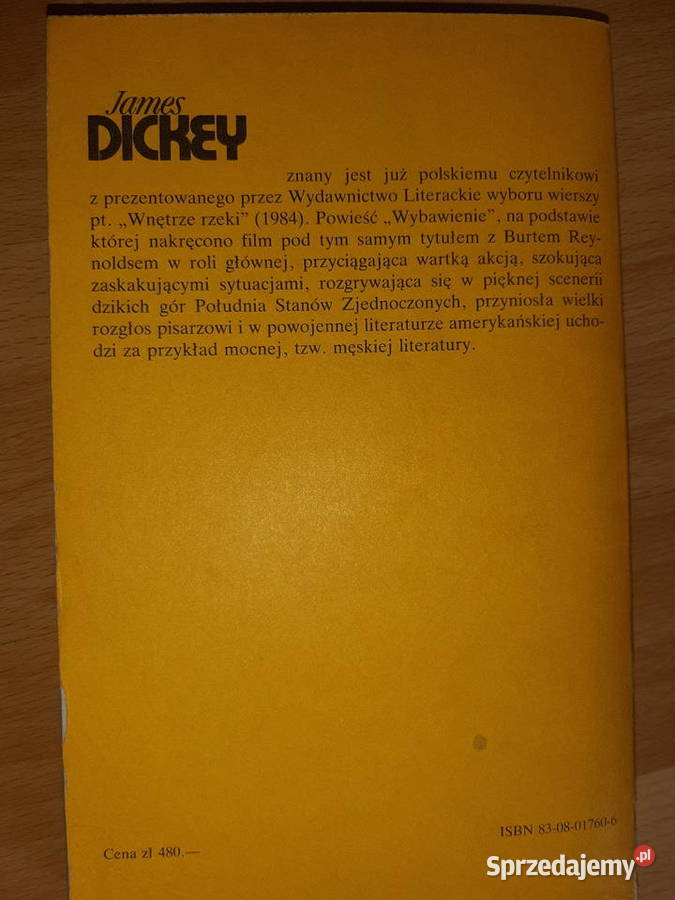 James
DICKEY
znany jest już polskiemu czytelnikowi
z prezentowanego przez Wydawnictwo Literackie wyboru wierszy
pt. „Wnętrze rzeki” (1984). Powieść „Wybawienie”, na podstawie
której nakręcono film pod tym samym tytułem z Burtem Rey-
noldsem w roli głównej, przyciągająca wartką akcją, szokująca
zaskakującymi sytuacjami, rozgrywająca się w pięknej scenerii
dzikich gór Południa Stanów Zjednoczonych, przyniosła wielki
rozgłos pisarzowi i w powojennej literaturze amerykańskiej ucho-
dzi za przykład mocnej, tzw. męskiej literatury.
ISBN 83-08-01760-6
Cena zł 480.—
Sprzedajemy.pl